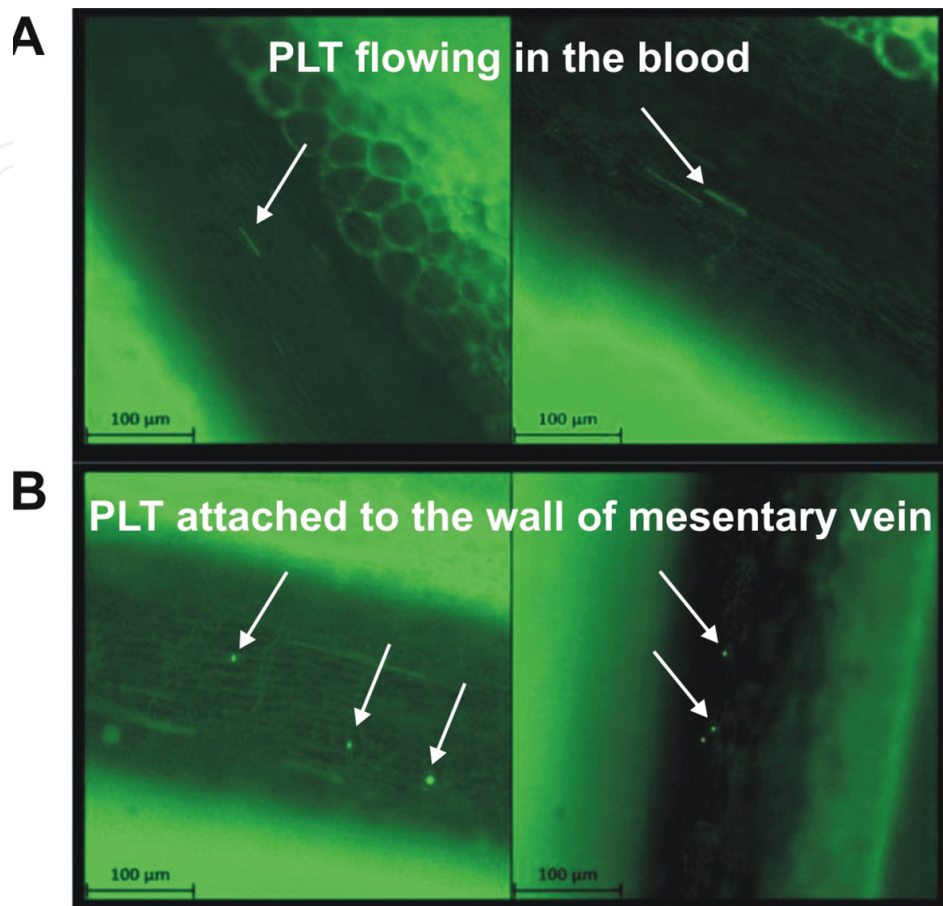 A
PLT flowing in the blood
100 µm
100 µm
B
PLT attached to the wall of mesentary vein
100 µm
100 µm